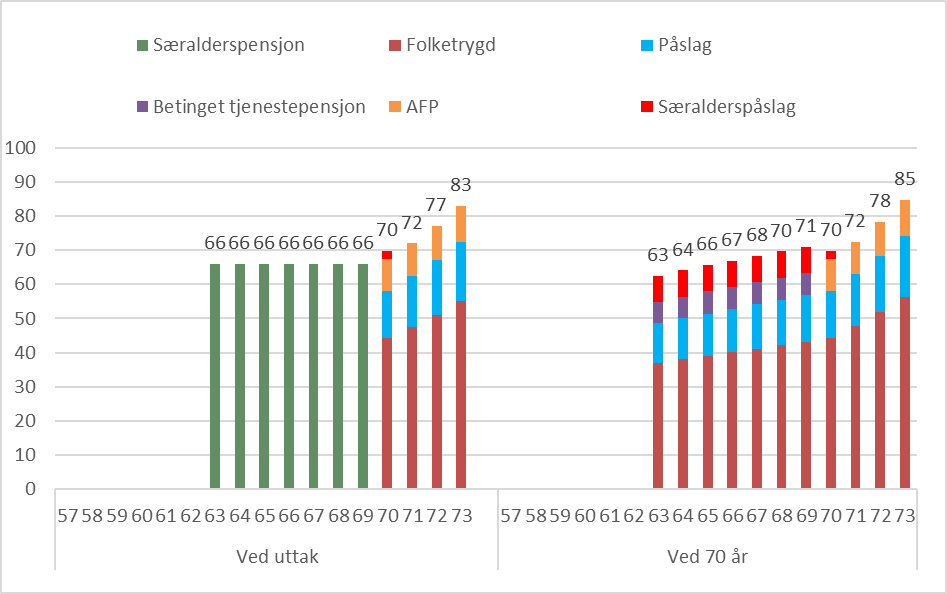 Særalderspensjon Folketrygd Påslag
Betinget tjenestepensjon AFP Særalderspåslag
100
90
80
70
60
50
40
30
20
10
0
66 66 66 66 66 66 66 70 72 77 83
63 64 66 67 68 70 71 70 72 78 85
57 58 59 60 61 62 63 64 65 66 67 68 69 70 71 72 73 57 58 59 60 61 62 63 64 65 66 67 68 69 70 71 72 73
Ved uttak Ved 70 år